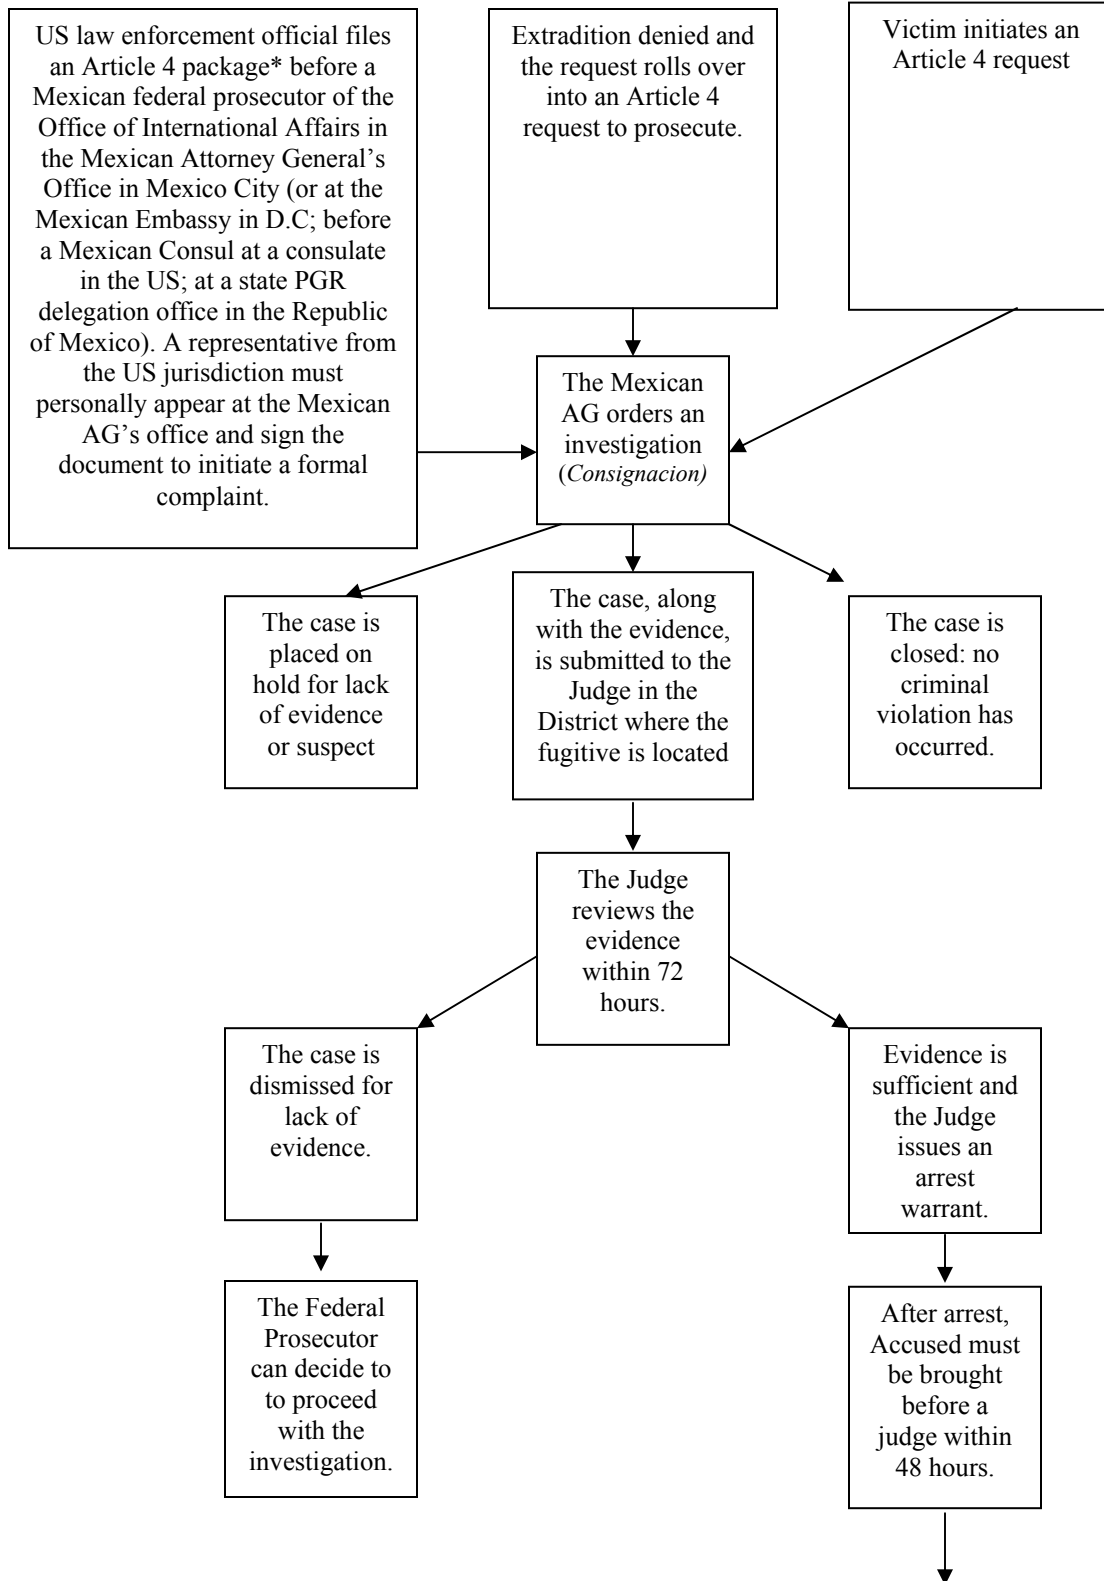 US law enforcement official files
an Article 4 package* before a
Mexican federal prosecutor of the
Office of International Affairs in
the Mexican Attorney General's
Office in Mexico City (or at the
Mexican Embassy in D.C; before
a Mexican Consul at a consulate
in the US; at a state PGR
delegation office in the Republic
of Mexico). A representative from
the US jurisdiction must
personally appear at the Mexican
AG's office and sign the
document to initiate a formal
complaint.
Extradition denied and
the request rolls over
into an Article 4
request to prosecute.
Victim initiates an
Article 4 request
The Mexican
AG orders an
investigation
(Consignacion)
The case is
placed on
hold for lack
of evidence
or suspect
The case, along
with the evidence,
is submitted to the
Judge in the
District where the
fugitive is located
The case is
closed: no
criminal
violation has
occurred.
The Judge
reviews the
evidence
within 72
hours.
The case is
dismissed for
lack of
evidence.
Evidence is
sufficient and
the Judge
issues an
arrest
warrant.
The Federal
Prosecutor
can decide to
to proceed
with the
investigation.
After arrest,
Accused must
be brought
before a
judge within
48 hours.